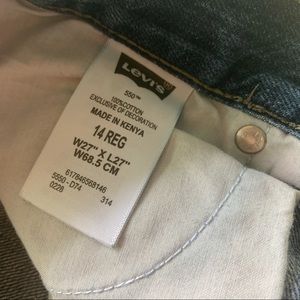 Levi's
550™
100%COTTON
EXCLUSIVE OF DECORATION
MADE IN KENYA
14 REG
W27" X L27"
W68.5 CM
617846568146
5550 - D74
314
0228